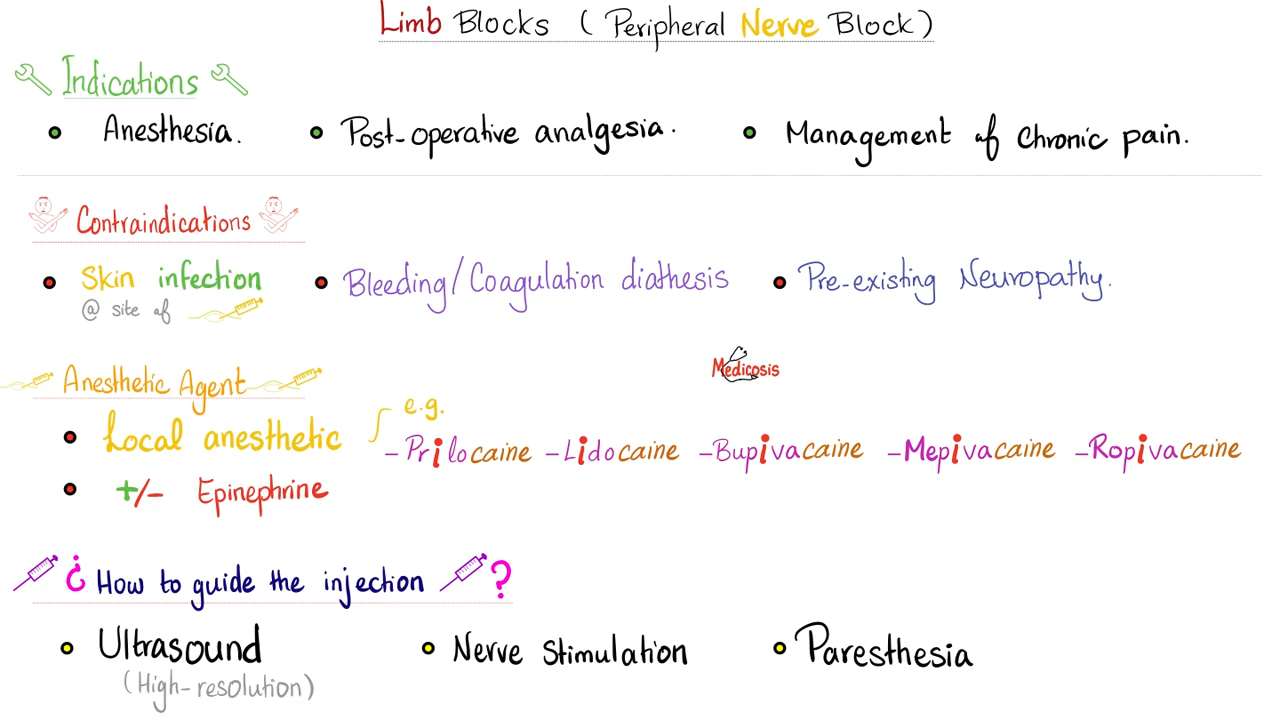 Limb Blocks (Peripheral Nerve Block)
Indications
• Anesthesia. • Post-operative analgesia. • Management of chronic pain.
Contraindications
• Skin infection • Bleeding/Coagulation diathesis • Pre-existing Neuropathy.
@ site of
Medicosis
Anesthetic Agent
e.g.
• Local anesthetic - Prilocaine - Lidocaine - Bupivacaine - Mepivacaine - Ropivacaine
• +/- Epinephrine
¿ How to guide the injection ?
• Ultrasound • Nerve Stimulation • Paresthesia
(High-resolution)